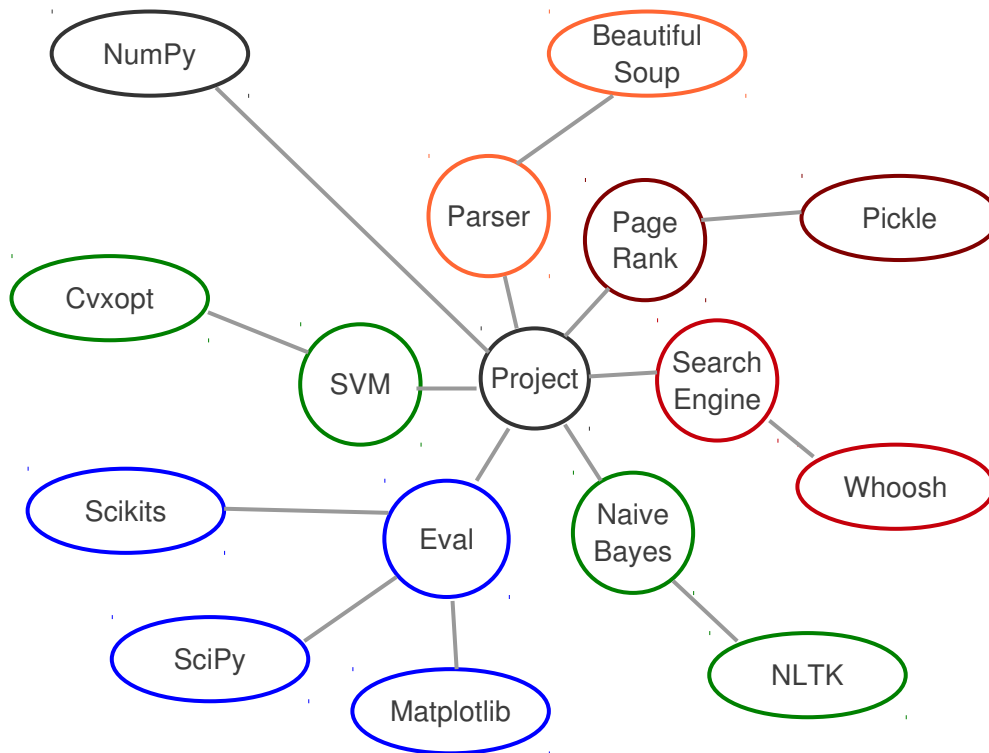 NumPy
Beautiful
Soup
Parser
Page
Rank
Pickle
Cvxopt
SVM
Project
Search
Engine
Whoosh
Scikits
Eval
Naive
Bayes
SciPy
Matplotlib
NLTK